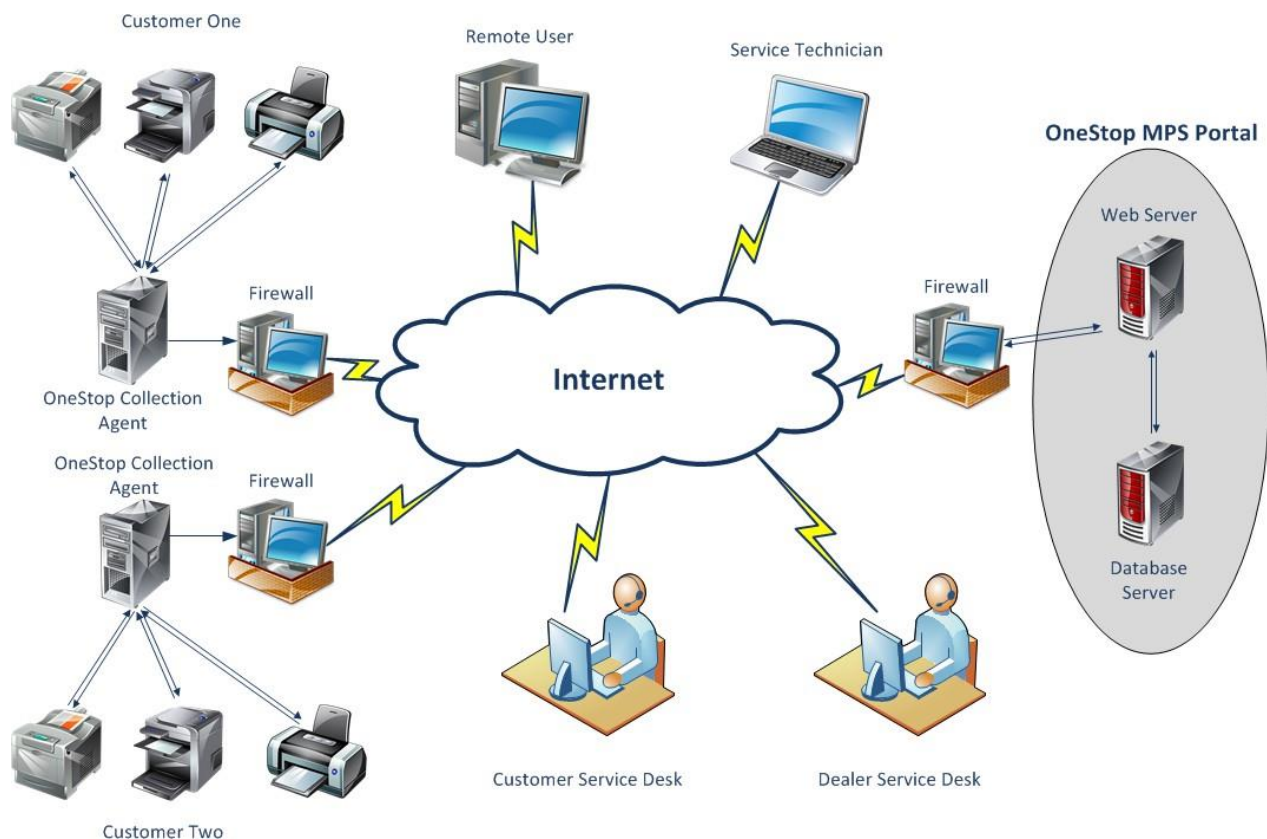 Customer One
Remote User
Service Technician
OneStop MPS Portal
Web Server
Firewall
Firewall
Internet
OneStop Collection
Agent
OneStop Collection
Agent
Firewall
Database
Server
Customer Service Desk
Dealer Service Desk
Customer Two